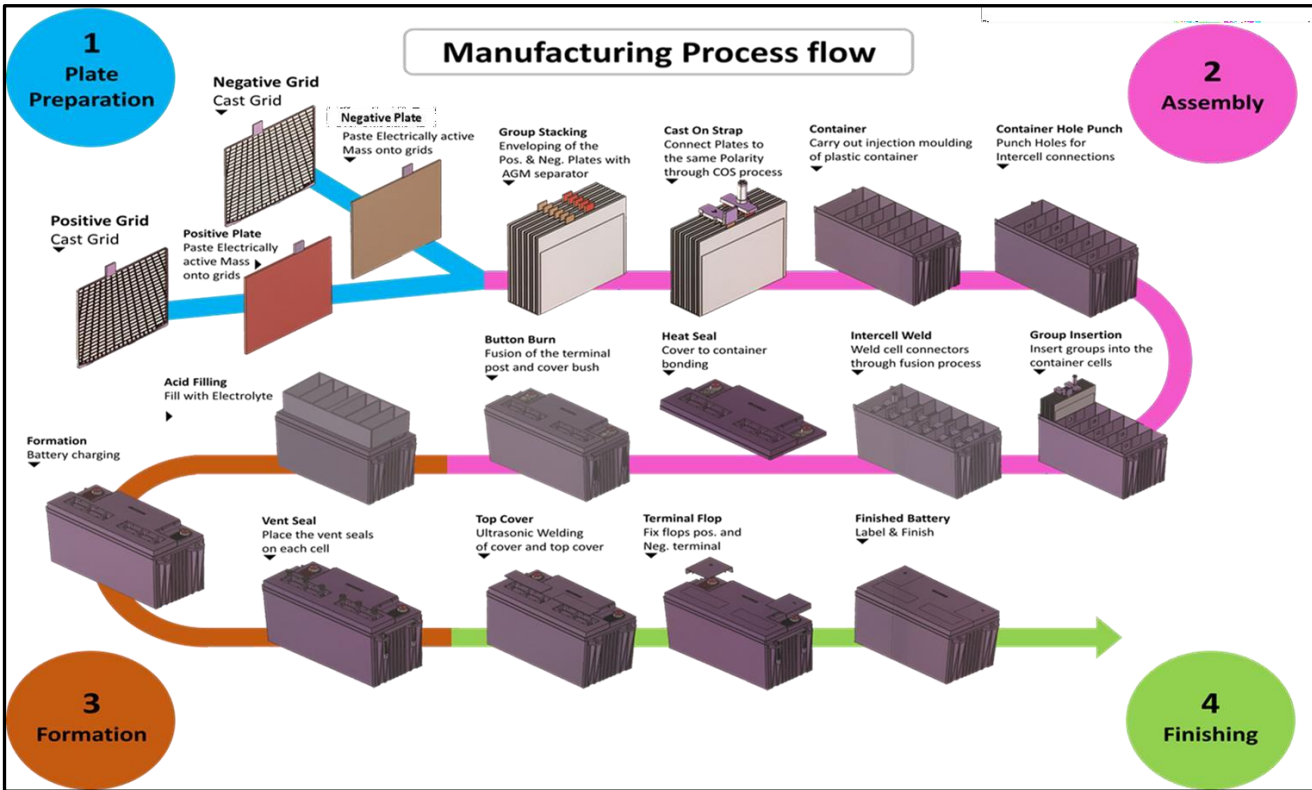 Manufacturing Process flow
1
Plate
Preparation
2
Assembly
Negative Grid
Cast Grid
Negative Plate
Paste Electrically active
Mass onto grids
Positive Grid
Cast Grid
Positive Plate
Paste Electrically
active Mass
onto grids
Group Stacking
Enveloping of the
Pos. & Neg. Plates with
AGM separator
Cast On Strap
Connect Plates to
the same Polarity
through COS process
Container
Carry out injection moulding
of plastic container
Container Hole Punch
Punch Holes for
Intercell connections
Group Insertion
Insert groups into the
container cells
Intercell Weld
Weld cell connectors
through fusion process
Heat Seal
Cover to container
bonding
Button Burn
Fusion of the terminal
post and cover bush
Acid Filling
Fill with Electrolyte
Formation
Battery charging
Vent Seal
Place the vent seals
on each cell
Top Cover
Ultrasonic Welding
of cover and top cover
Terminal Flop
Fix flops pos. and
Neg. terminal
Finished Battery
Label & Finish
3
Formation
4
Finishing